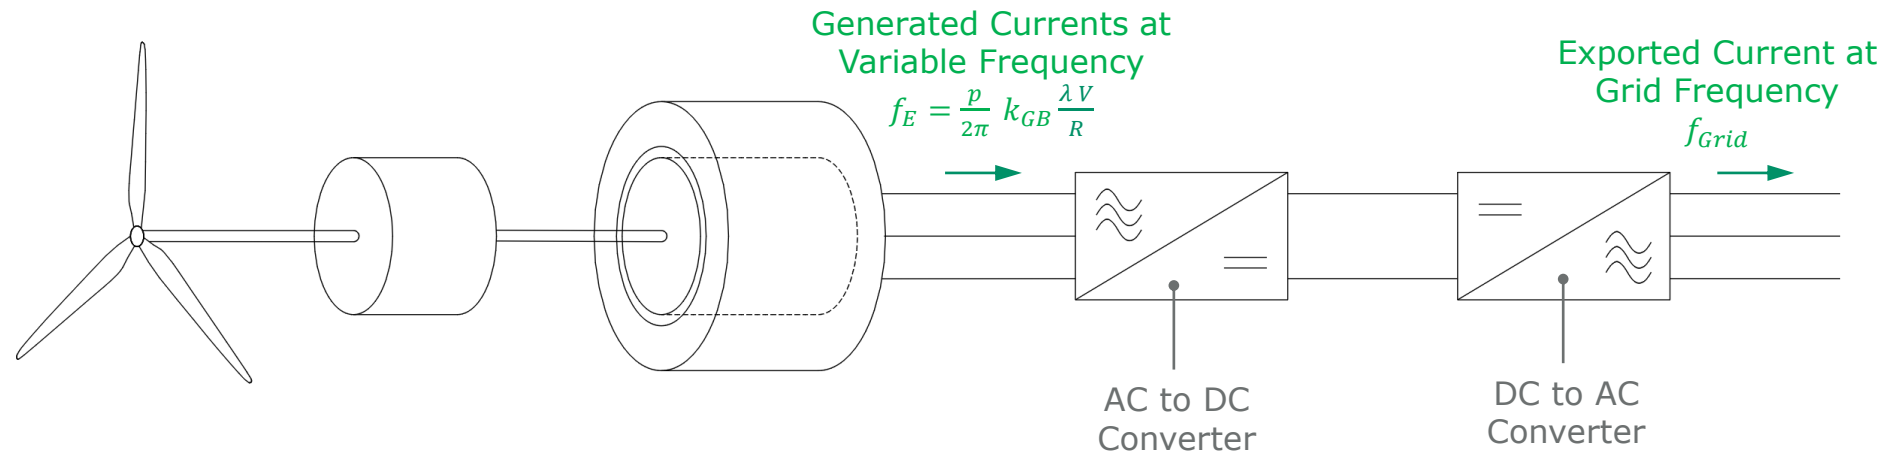 Generated Currents at
Variable Frequency
f_E = p/2π k_GB λ V/R
Exported Current at
Grid Frequency
f_Grid
AC to DC
Converter
DC to AC
Converter